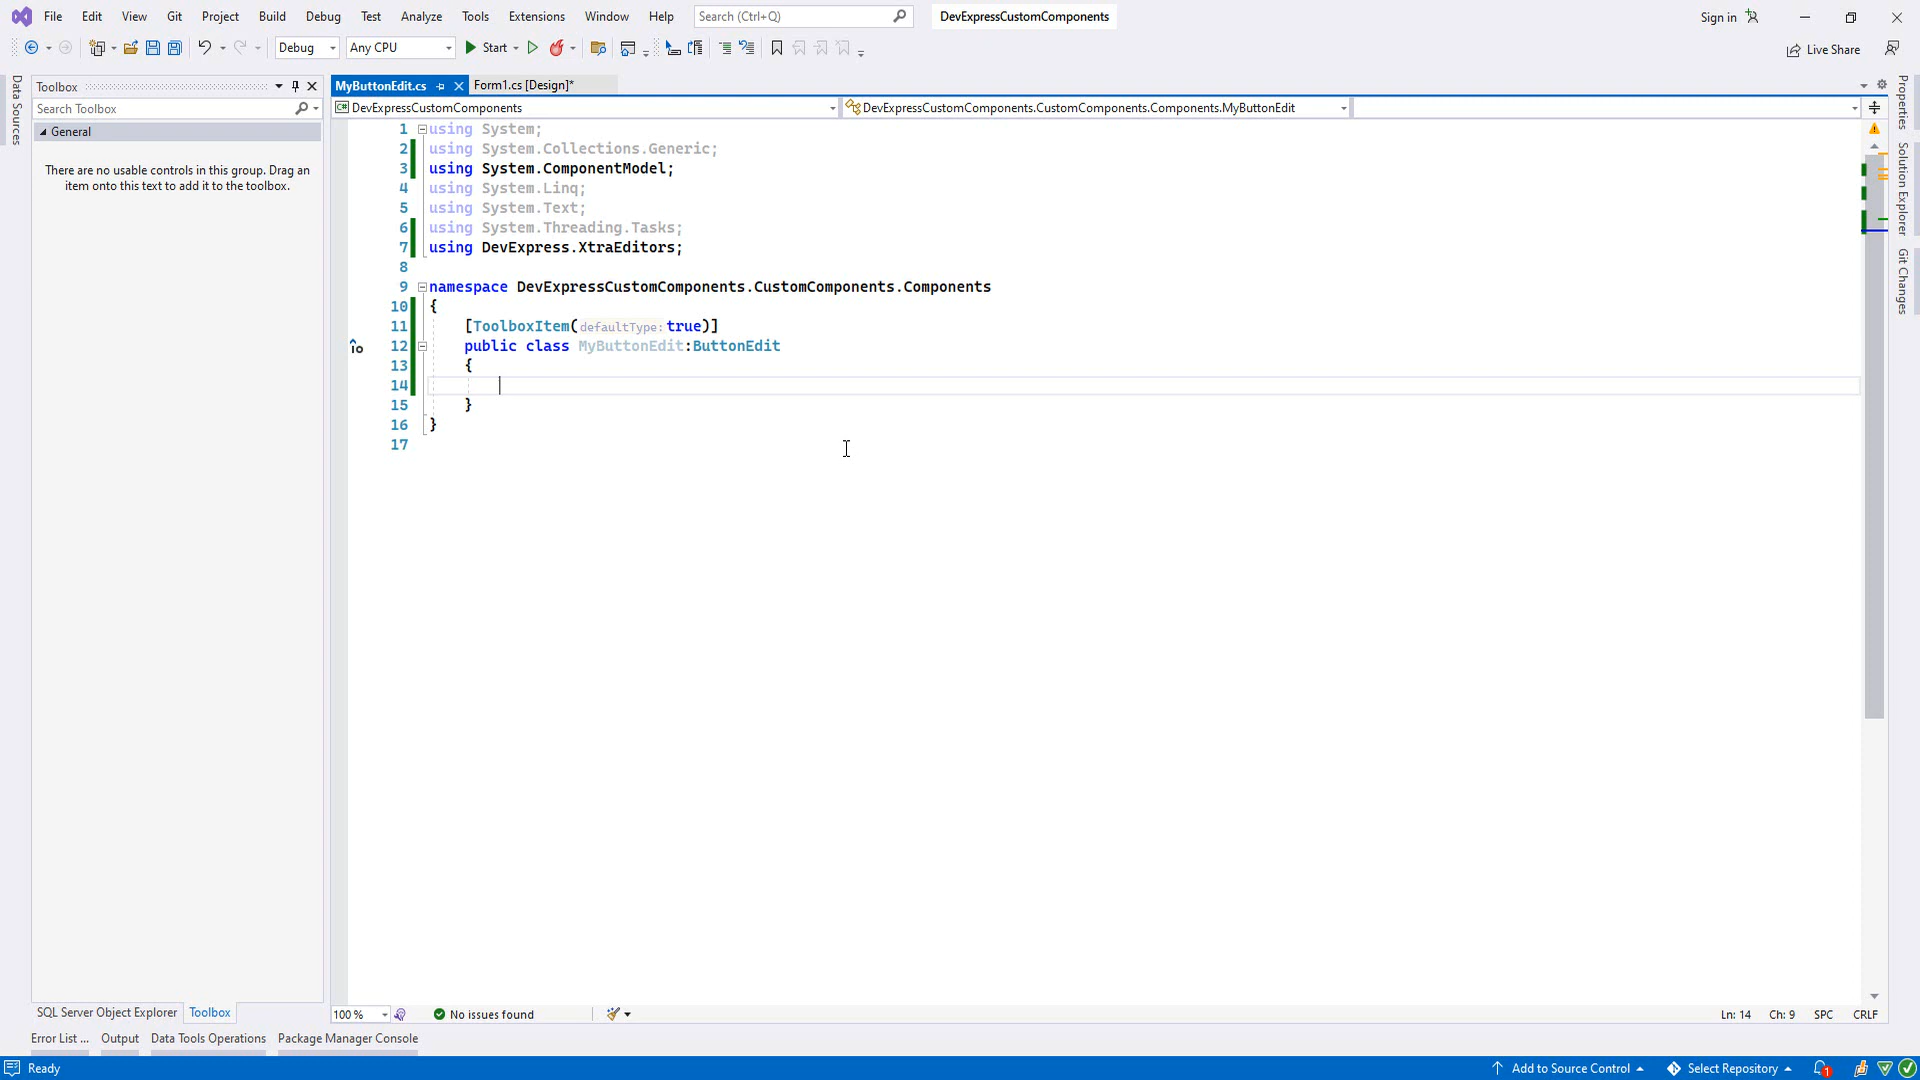 File Edit View Git Project Build Debug Test Analyze Tools Extensions Window Help Search (Ctrl+Q) DevExpressCustomComponents Sign in
Debug Any CPU Start Live Share
Data Sources
Toolbox
Search Toolbox
General
There are no usable controls in this group. Drag an
item onto this text to add it to the toolbox.
MyButtonEdit.cs Form1.cs [Design]*
DevExpressCustomComponents DevExpressCustomComponents.CustomComponents.Components.MyButtonEdit
1 using System;
2 using System.Collections.Generic;
3 using System.ComponentModel;
4 using System.Linq;
5 using System.Text;
6 using System.Threading.Tasks;
7 using DevExpress.XtraEditors;
8
9 namespace DevExpressCustomComponents.CustomComponents.Components
10 {
11 [ToolboxItem(defaultType:true)]
12 public class MyButtonEdit:ButtonEdit
13 {
14
15 }
16 }
17
Properties
Solution Explorer
Git Changes
100 % No issues found Ln: 14 Ch: 9 SPC CRLF
SQL Server Object Explorer Toolbox
Error List ... Output Data Tools Operations Package Manager Console
Ready Add to Source Control Select Repository 1